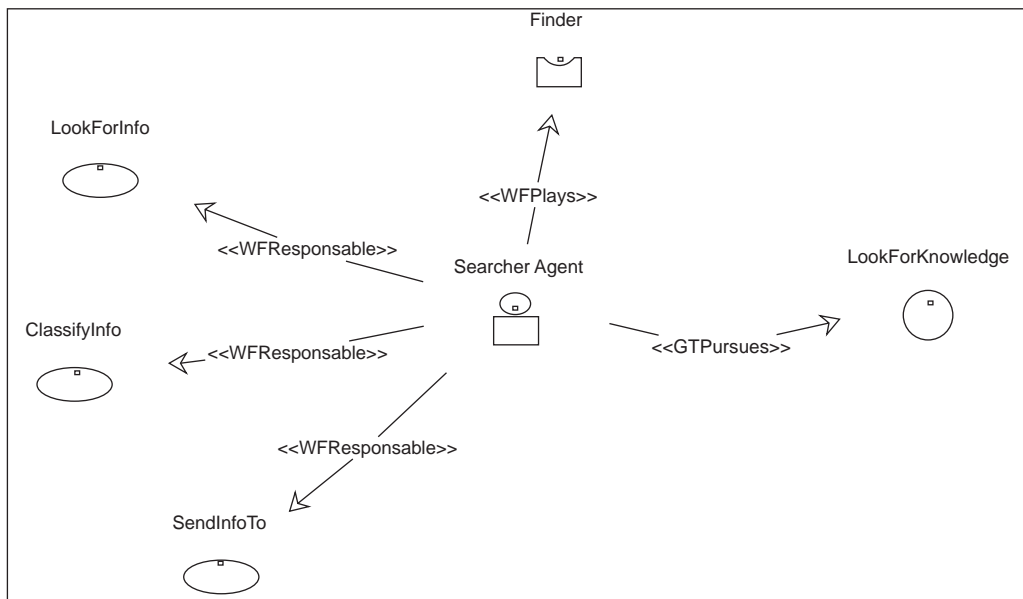 Finder
LookForInfo
<<WFPlays>>
<<WFResponsable>>
Searcher Agent
LookForKnowledge
ClassifyInfo
<<WFResponsable>>
<<GTPursues>>
<<WFResponsable>>
SendInfoTo